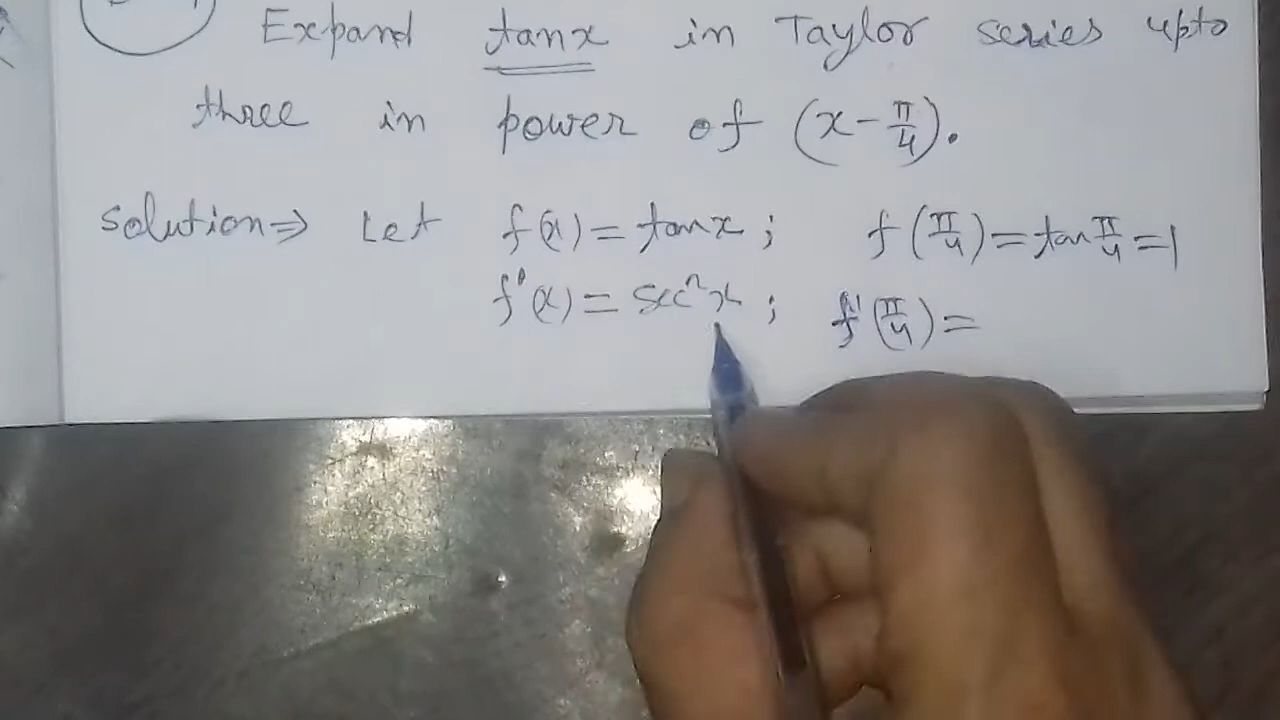 Expand tanx in Taylor series upto
three in power of (x-π/4).
Solution⇒ Let f(x)=tanx; f(π/4)=tanπ/4=1
f'(x)=sec²x; f'(π/4)=